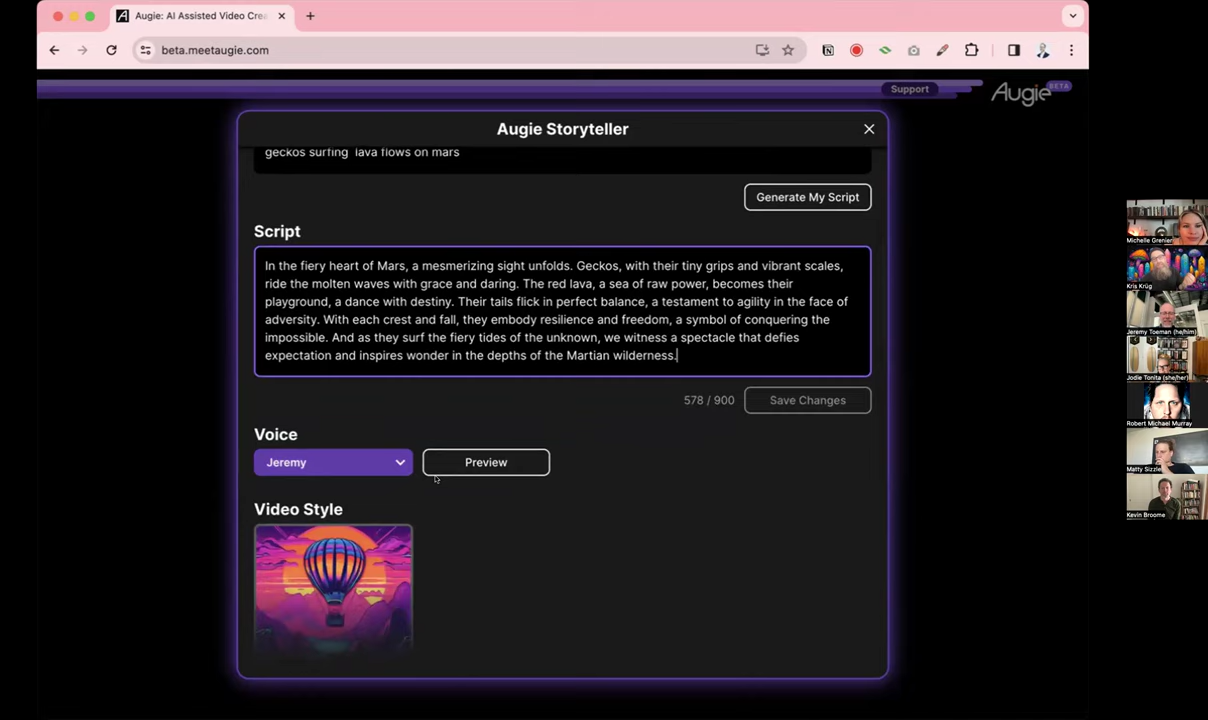 Augie: AI Assisted Video Crea
beta.meetaugie.com
Support
Augie
BETA
Augie Storyteller
geckos surfing  lava flows on mars
Generate My Script
Script
In the fiery heart of Mars, a mesmerizing sight unfolds. Geckos, with their tiny grips and vibrant scales,
ride the molten waves with grace and daring. The red lava, a sea of raw power, becomes their
playground, a dance with destiny. Their tails flick in perfect balance, a testament to agility in the face of
adversity. With each crest and fall, they embody resilience and freedom, a symbol of conquering the
impossible. And as they surf the fiery tides of the unknown, we witness a spectacle that defies
expectation and inspires wonder in the depths of the Martian wilderness.
578 / 900
Save Changes
Voice
Jeremy
Preview
Video Style
Michelle Grenier
Kris Krüg
Jeremy Toeman (he/him)
Jodie Tonita (she/her)
Robert Michael Murray
Matty Sizzle
Kevin Broome